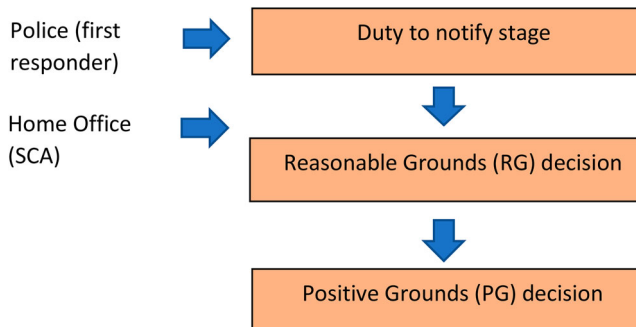 Police (first
responder)
Duty to notify stage
Home Office
(SCA)
Reasonable Grounds (RG) decision
Positive Grounds (PG) decision